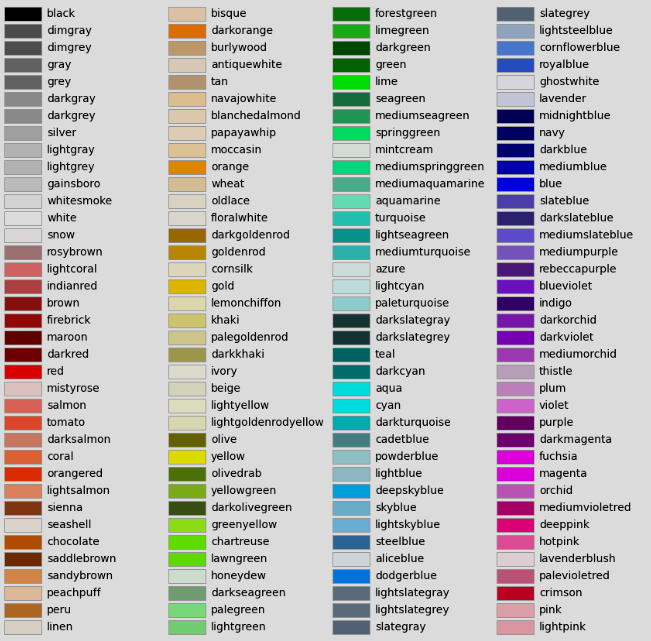 black
dimgray
dimgrey
gray
grey
darkgray
darkgrey
silver
lightgray
lightgrey
gainsboro
whitesmoke
white
snow
rosybrown
lightcoral
indianred
brown
firebrick
maroon
darkred
red
mistyrose
salmon
tomato
darksalmon
coral
orangered
lightsalmon
sienna
seashell
chocolate
saddlebrown
sandybrown
peachpuff
peru
linen
bisque
darkorange
burlywood
antiquewhite
tan
navajowhite
blanchedalmond
papayawhip
moccasin
orange
wheat
oldlace
floralwhite
darkgoldenrod
goldenrod
cornsilk
gold
lemonchiffon
khaki
palegoldenrod
darkkhaki
ivory
beige
lightyellow
lightgoldenrodyellow
olive
yellow
olivedrab
yellowgreen
darkolivegreen
greenyellow
chartreuse
lawngreen
honeydew
darkseagreen
palegreen
lightgreen
forestgreen
limegreen
darkgreen
green
lime
seagreen
mediumseagreen
springgreen
mintcream
mediumspringgreen
mediumaquamarine
aquamarine
turquoise
lightseagreen
mediumturquoise
azure
lightcyan
paleturquoise
darkslategray
darkslategrey
teal
darkcyan
aqua
cyan
darkturquoise
cadetblue
powderblue
lightblue
deepskyblue
skyblue
lightskyblue
steelblue
aliceblue
dodgerblue
lightslategray
lightslategrey
slategray
slategrey
lightsteelblue
cornflowerblue
royalblue
ghostwhite
lavender
midnightblue
navy
darkblue
mediumblue
blue
slateblue
darkslateblue
mediumslateblue
mediumpurple
rebeccapurple
blueviolet
indigo
darkorchid
darkviolet
mediumorchid
thistle
plum
violet
purple
darkmagenta
fuchsia
magenta
orchid
mediumvioletred
deeppink
hotpink
lavenderblush
palevioletred
crimson
pink
lightpink